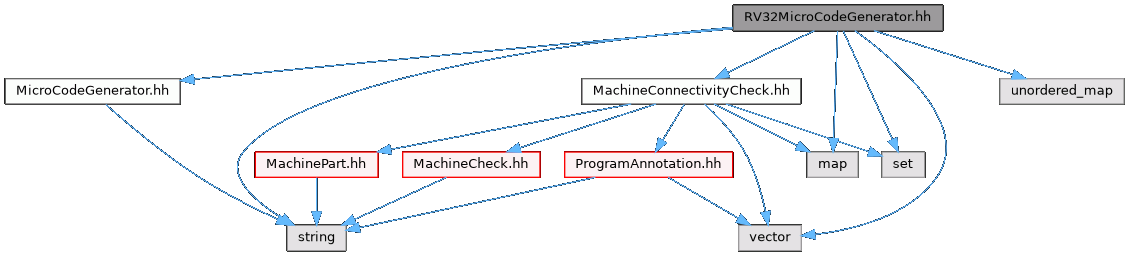 RV32MicroCodeGenerator.hh
MicroCodeGenerator.hh
MachineConnectivityCheck.hh
unordered_map
MachinePart.hh
MachineCheck.hh
ProgramAnnotation.hh
map
set
string
vector